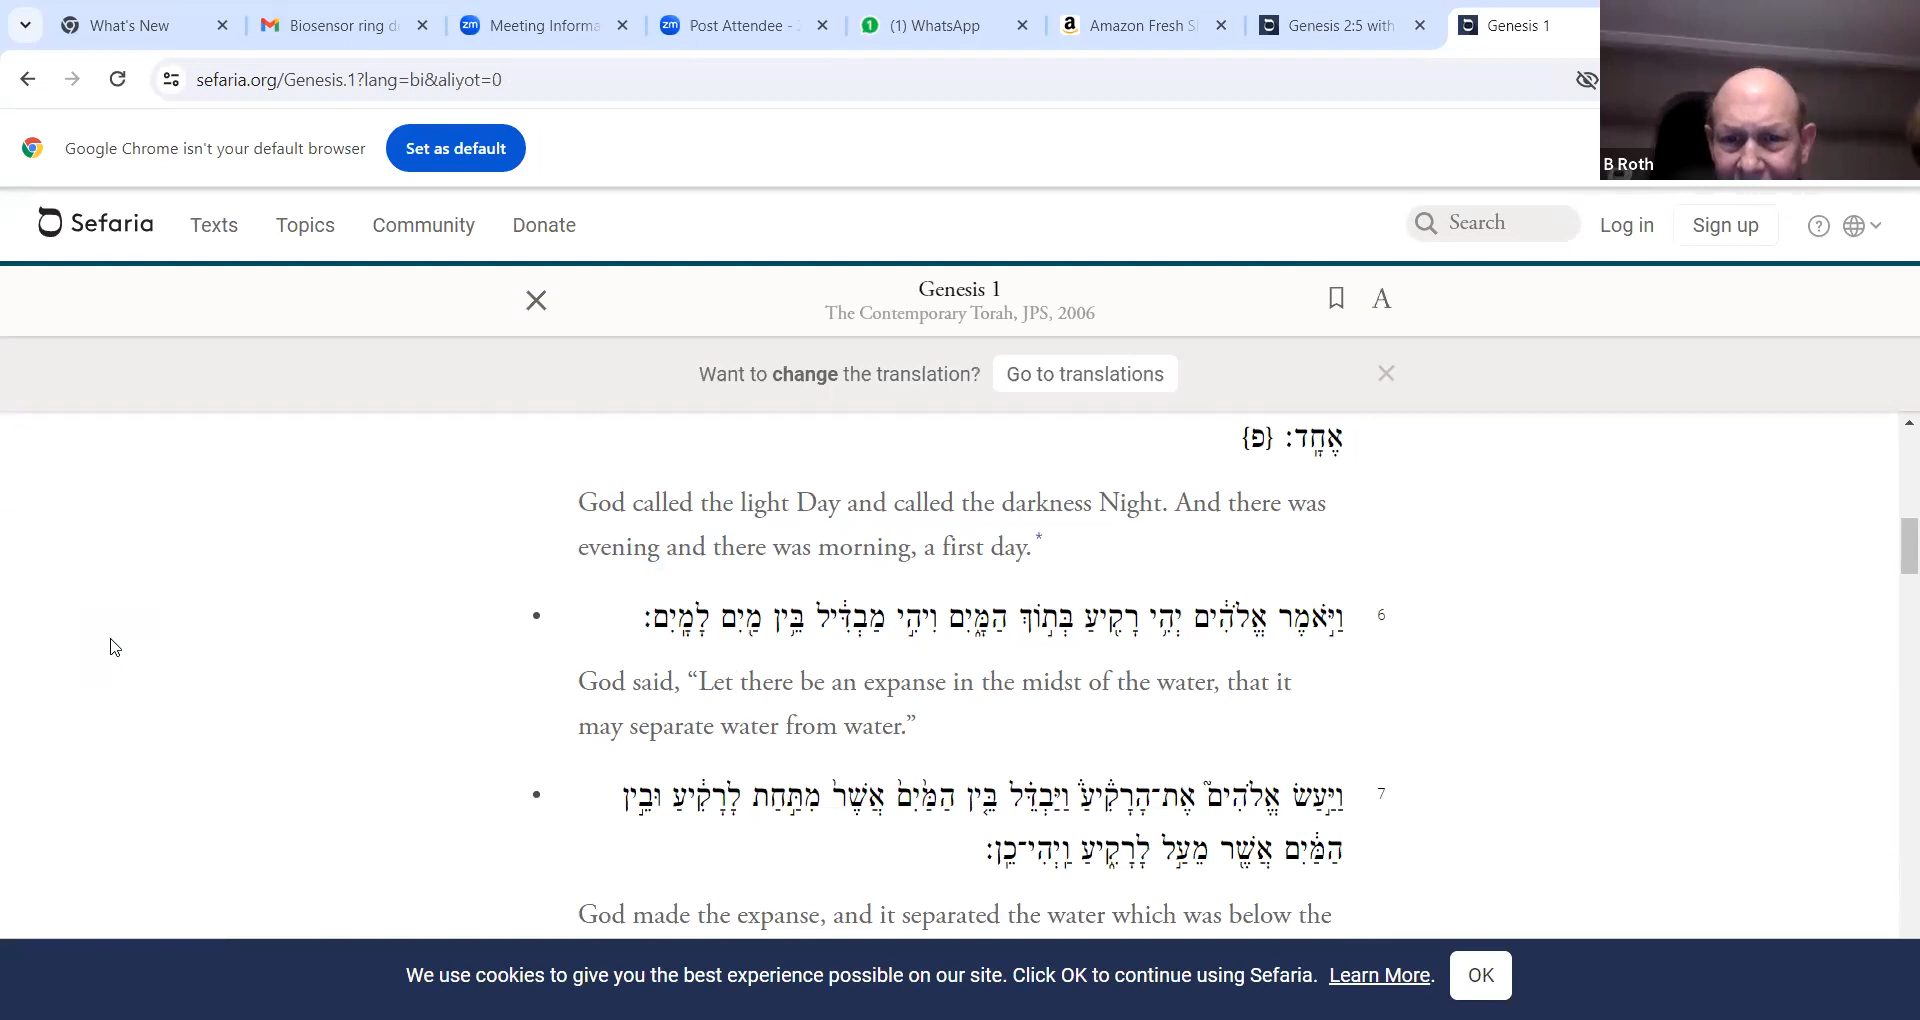 What's New
Biosensor ring d
Meeting Informa
Post Attendee -
(1) WhatsApp
Amazon Fresh S
Genesis 2:5 with
Genesis 1
sefaria.org/Genesis.1?lang=bi&aliyot=0
Google Chrome isn't your default browser
Set as default
B Roth
Sefaria
Texts
Topics
Community
Donate
Search
Log in
Sign up
Genesis 1
The Contemporary Torah, JPS, 2006
A
Want to change the translation?
Go to translations
אֶחָֽד׃ {פ}
God called the light Day and called the darkness Night. And there was
evening and there was morning, a first day.*
6
וַיֹּ֣אמֶר אֱלֹהִ֔ים יְהִ֥י רָקִ֖יעַ בְּת֣וֹךְ הַמָּ֑יִם וִיהִ֣י מַבְדִּ֔יל בֵּ֥ין מַ֖יִם לָמָֽיִם׃
God said, “Let there be an expanse in the midst of the water, that it
may separate water from water.”
7
וַיַּ֣עַשׂ אֱלֹהִים֮ אֶת־הָרָקִ֒יעַ֒ וַיַּבְדֵּ֗ל בֵּ֤ין הַמַּ֙יִם֙ אֲשֶׁר֙ מִתַּ֣חַת לָרָקִ֔יעַ וּבֵ֣ין
הַמַּ֔יִם אֲשֶׁ֖ר מֵעַ֣ל לָרָקִ֑יעַ וַֽיְהִי־כֵֽן׃
God made the expanse, and it separated the water which was below the
We use cookies to give you the best experience possible on our site. Click OK to continue using Sefaria. Learn More.
OK